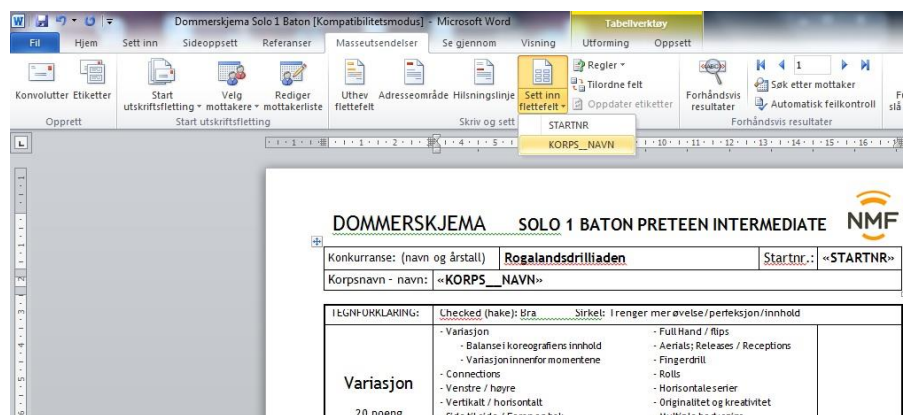 Dommerskjema Solo 1 Baton [Kompatibilitetsmodus] - Microsoft Word
Tabellverktøy
Fil Hjem Sett inn Sideoppsett Referanser Masseutsendelser Se gjennom Visning Utforming Oppsett
Konvolutter Etiketter
Start utskriftsfletting
Velg mottakere
Rediger mottakerliste
Uthev flettefelt
Adresseområde Hilsningslinje
Sett inn flettefelt
Regler
Tilordne felt
Oppdater etiketter
«ABC»
Forhåndsvis resultater
1
Søk etter mottaker
Automatisk feilkontroll
Opprett Start utskriftsfletting Skriv og sett Forhåndsvis resultater
STARTNR
KORPS__NAVN
DOMMERSKJEMA SOLO 1 BATON PRETEEN INTERMEDIATE NMF
Konkurranse: (navn og årstall) Rogalandsdrilliaden Startnr.: «STARTNR»
Korpsnavn - navn: «KORPS__NAVN»
TEGNFORKLARING: Checked (hake): Bra Sirkel: Trenger mer øvelse/perfeksjon/innhold
Variasjon
20 poeng
- Variasjon
- Balanse i koreografiens innhold
- Variasjon innenfor momentene
- Connections
- Venstre / høyre
- Vertikalt / horisontalt
- Full Hand / flips
- Aerials; Releases / Receptions
- Fingerdrill
- Rolls
- Horisontale serier
- Originalitet og kreativitet